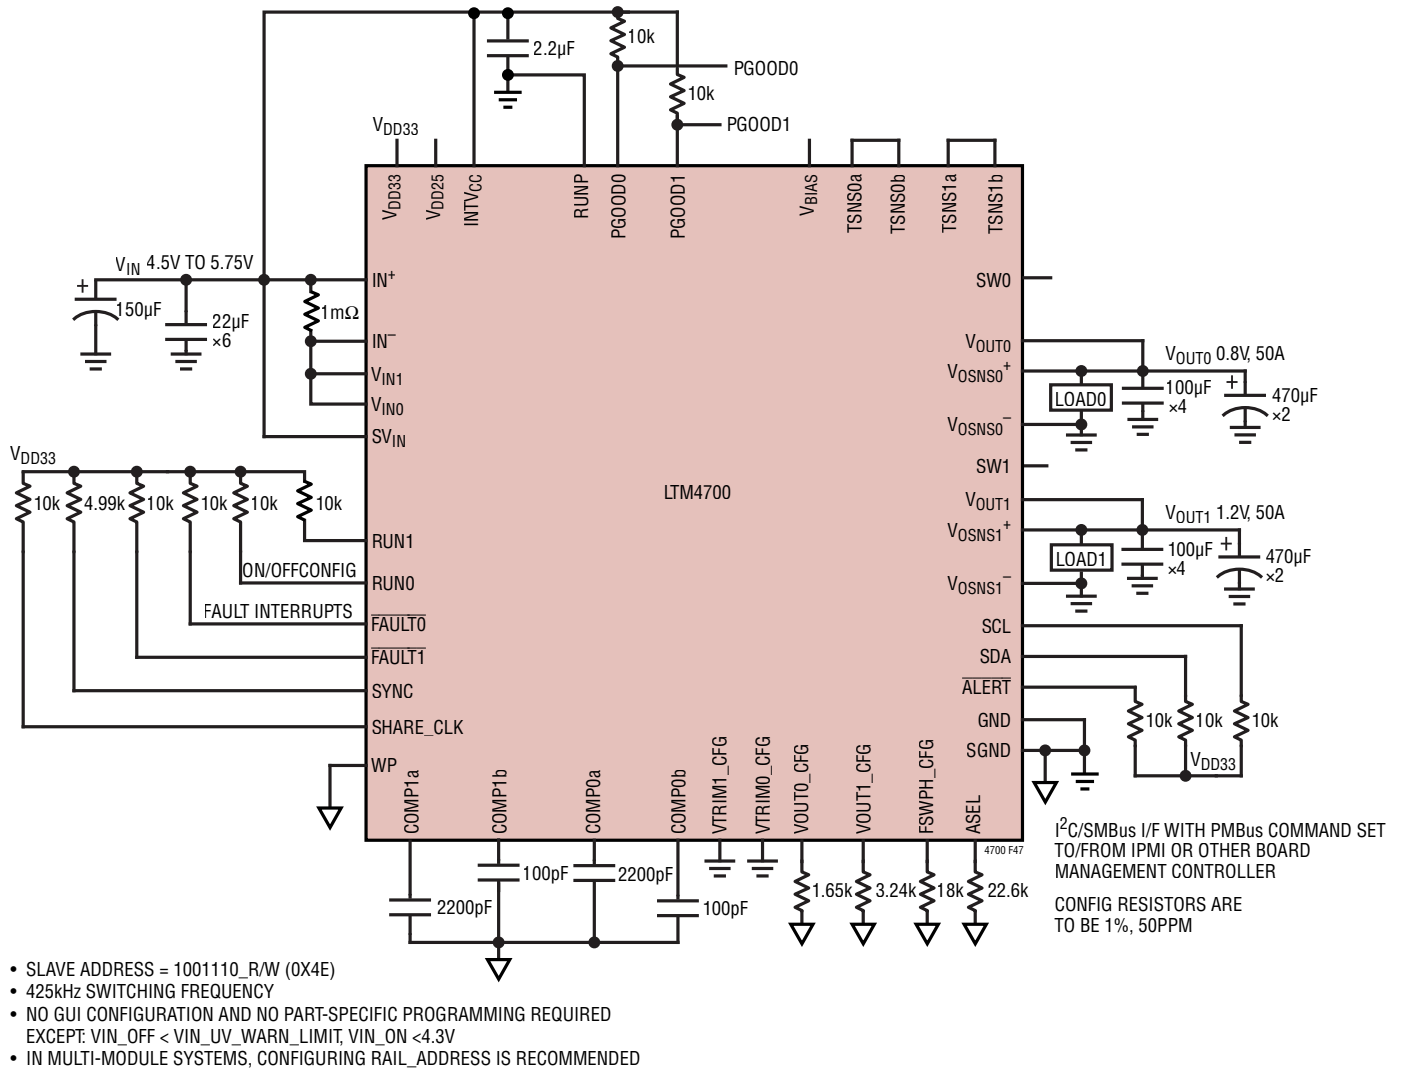 10k
2.2µF
PGOOD0
10k
PGOOD1
VDD33
VDD33
VDD25
INTVCC
RUNP
PGOOD0
PGOOD1
VBIAS
TSNS0a
TSNS0b
TSNS1a
TSNS1b
VIN 4.5V TO 5.75V
+
150µF
22µF
×6
1mΩ
IN+
IN–
VIN1
VIN0
SVIN
SW0
VOUT0
VOSNS0+
VOSNS0–
VOUT0 0.8V, 50A
LOAD0
100µF
×4
+
470µF
×2
SW1
VOUT1
VOSNS1+
VOSNS1–
VOUT1 1.2V, 50A
LOAD1
100µF
×4
+
470µF
×2
LTM4700
VDD33
10k
4.99k
10k
10k
10k
10k
RUN1
ON/OFFCONFIG
RUN0
FAULT INTERRUPTS
FAULT0
FAULT1
SYNC
SHARE_CLK
WP
SCL
SDA
ALERT
GND
SGND
10k
10k
10k
VDD33
COMP1a
COMP1b
COMP0a
COMP0b
VTRIM1_CFG
VTRIM0_CFG
VOUT0_CFG
VOUT1_CFG
FSWPH_CFG
ASEL
4700 F47
2200pF
100pF
2200pF
100pF
1.65k
3.24k
18k
22.6k
I2C/SMBus I/F WITH PMBus COMMAND SET
TO/FROM IPMI OR OTHER BOARD
MANAGEMENT CONTROLLER
CONFIG RESISTORS ARE
TO BE 1%, 50PPM
• SLAVE ADDRESS = 1001110_R/W (0X4E)
• 425kHz SWITCHING FREQUENCY
• NO GUI CONFIGURATION AND NO PART-SPECIFIC PROGRAMMING REQUIRED
EXCEPT: VIN_OFF < VIN_UV_WARN_LIMIT, VIN_ON <4.3V
• IN MULTI-MODULE SYSTEMS, CONFIGURING RAIL_ADDRESS IS RECOMMENDED